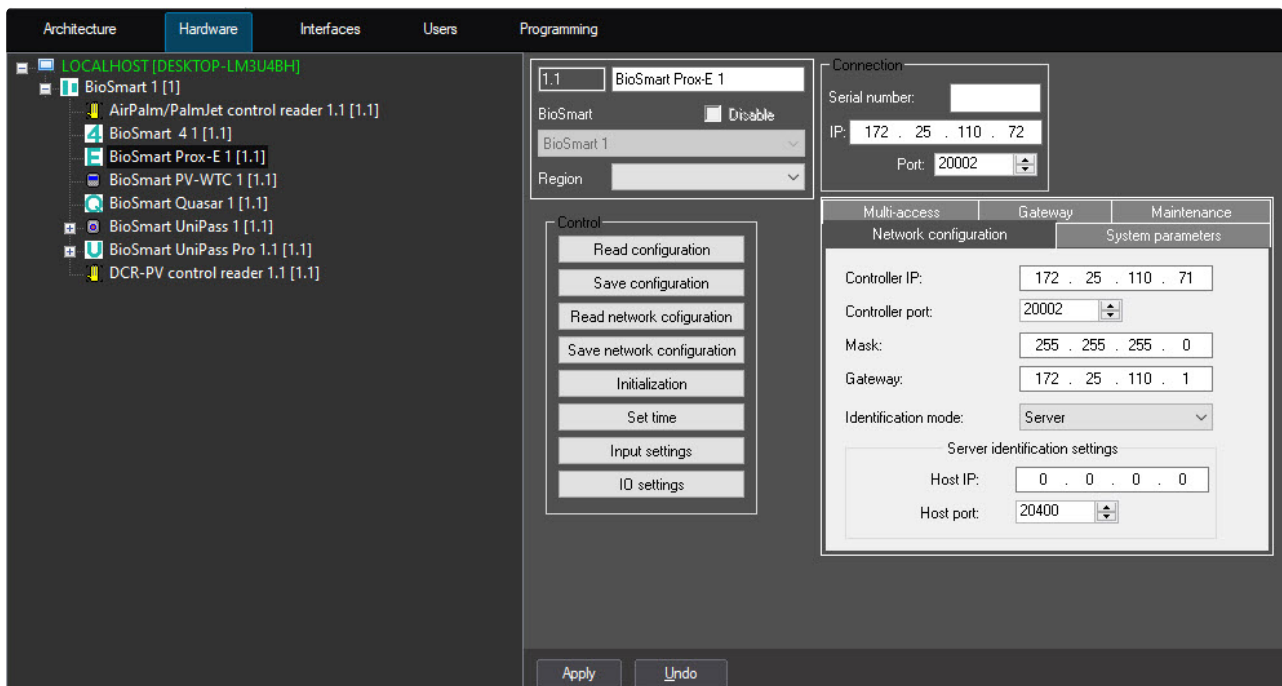 Architecture Hardware Interfaces Users Programming
LOCALHOST [DESKTOP-LM3U4BH]
BioSmart 1 [1]
AirPalm/PalmJet control reader 1.1 [1.1]
BioSmart  4 1 [1.1]
BioSmart Prox-E 1 [1.1]
BioSmart PV-WTC 1 [1.1]
BioSmart Quasar 1 [1.1]
BioSmart UniPass 1 [1.1]
BioSmart UniPass Pro 1.1 [1.1]
DCR-PV control reader 1.1 [1.1]
1.1 BioSmart Prox-E 1
BioSmart Disable
BioSmart 1
Region
Control
Read configuration
Save configuration
Read network cofiguration
Save network configuration
Initialization
Set time
Input settings
IO settings
Connection
Serial number:
IP: 172 . 25 . 110 . 72
Port: 20002
Multi-access Gateway Maintenance
Network configuration System parameters
Controller IP: 172 . 25 . 110 . 71
Controller port: 20002
Mask: 255 . 255 . 255 . 0
Gateway: 172 . 25 . 110 . 1
Identification mode: Server
Server identification settings
Host IP: 0 . 0 . 0 . 0
Host port: 20400
Apply Undo